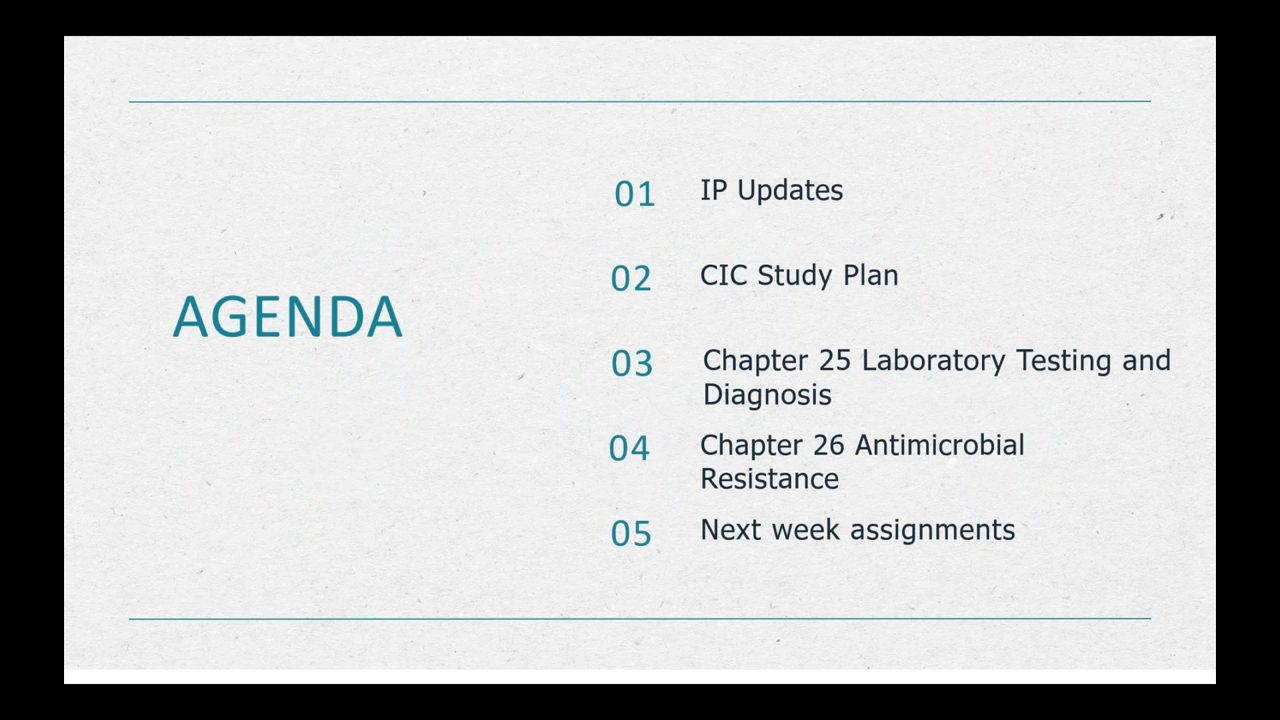 AGENDA
01 IP Updates
02 CIC Study Plan
03 Chapter 25 Laboratory Testing and
Diagnosis
04 Chapter 26 Antimicrobial
Resistance
05 Next week assignments